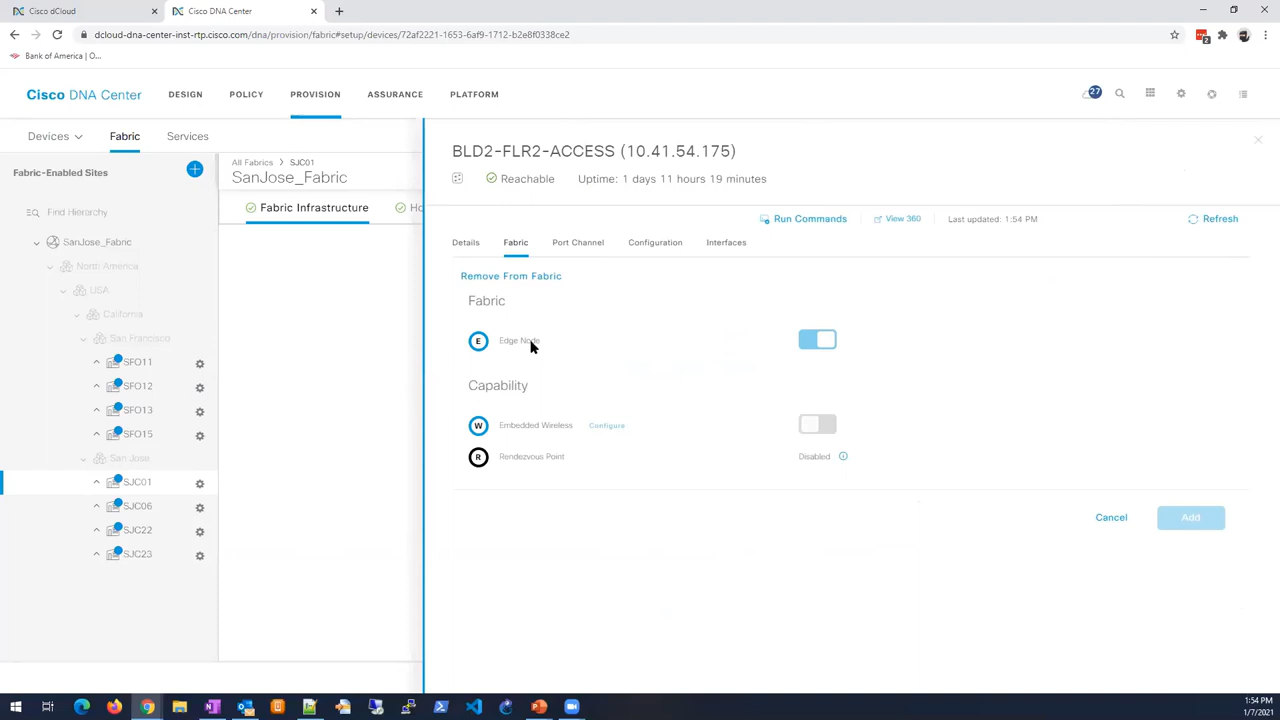 Cisco dCloud
Cisco DNA Center
dcloud-dna-center-inst-rtp.cisco.com/dna/provision/fabric#setup/devices/72af2221-1653-6af9-1712-b2e8f0338ce2
2
Bank of America | O...
Cisco DNA Center
DESIGN
POLICY
PROVISION
ASSURANCE
PLATFORM
27
Devices
Fabric
Services
Fabric-Enabled Sites
Find Hierarchy
SanJose_Fabric
North America
USA
California
San Francisco
SFO11
SFO12
SFO13
SFO15
San Jose
SJC01
SJC06
SJC22
SJC23
All Fabrics > SJC01
SanJose_Fabric
Fabric Infrastructure
Ho
BLD2-FLR2-ACCESS (10.41.54.175)
Reachable
Uptime: 1 days 11 hours 19 minutes
Run Commands
View 360
Last updated: 1:54 PM
Refresh
Details
Fabric
Port Channel
Configuration
Interfaces
Remove From Fabric
Fabric
E
Edge Node
Capability
W
Embedded Wireless
Configure
R
Rendezvous Point
Disabled
Cancel
Add
1:54 PM
1/7/2021